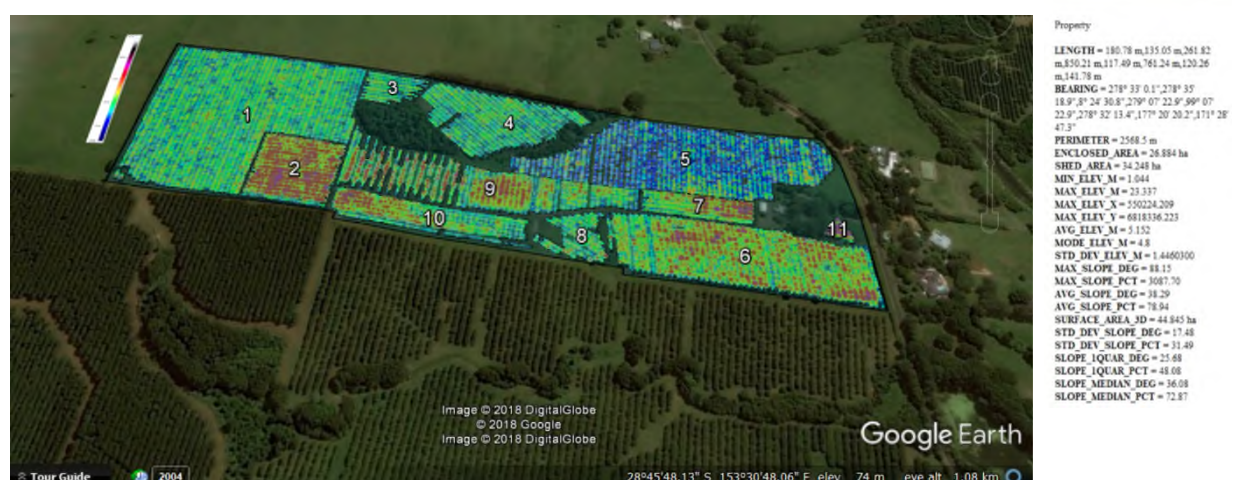 1
2
3
4
5
6
7
8
9
10
11
Image © 2018 DigitalGlobe
© 2018 Google
Image © 2018 DigitalGlobe
Google Earth
Tour Guide
2004
28°45'48.13" S 153°30'48.06" E elev 74 m eye alt 1.08 km
Property
LENGTH = 180.78 m,135.05 m,261.82
m,850.21 m,117.49 m,761.24 m,120.26
m,141.78 m
BEARING = 278° 33' 0.1",278° 35'
18.9",8° 24' 30.8",279° 07' 22.9",99° 07'
22.9",278° 32' 13.4",177° 20' 20.2",171° 28'
47.3"
PERIMETER = 2568.5 m
ENCLOSED_AREA = 26.884 ha
SHED_AREA = 34.248 ha
MIN_ELEV_M = 1.044
MAX_ELEV_M = 23.337
MAX_ELEV_X = 550224.209
MAX_ELEV_Y = 6818336.223
AVG_ELEV_M = 5.152
MODE_ELEV_M = 4.8
STD_DEV_ELEV_M = 1.4460300
MAX_SLOPE_DEG = 88.15
MAX_SLOPE_PCT = 3087.70
AVG_SLOPE_DEG = 38.29
AVG_SLOPE_PCT = 78.94
SURFACE_AREA_3D = 44.845 ha
STD_DEV_SLOPE_DEG = 17.48
STD_DEV_SLOPE_PCT = 31.49
SLOPE_1QUAR_DEG = 25.68
SLOPE_1QUAR_PCT = 48.08
SLOPE_MEDIAN_DEG = 36.08
SLOPE_MEDIAN_PCT = 72.87